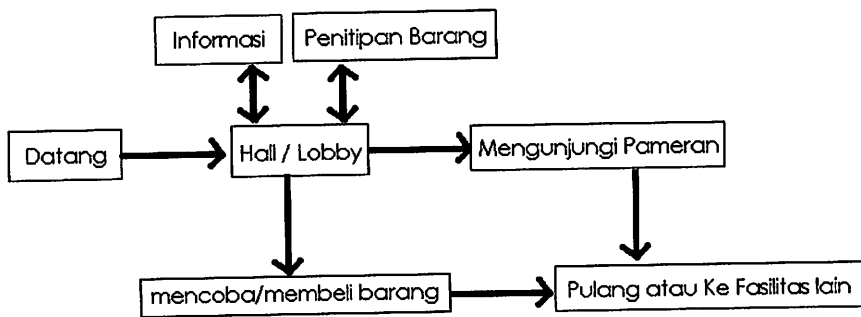 Informasi
Penitipan Barang
Datang
Hall / Lobby
Mengunjungi Pameran
mencoba/membeli barang
Pulang atau Ke Fasilitas lain